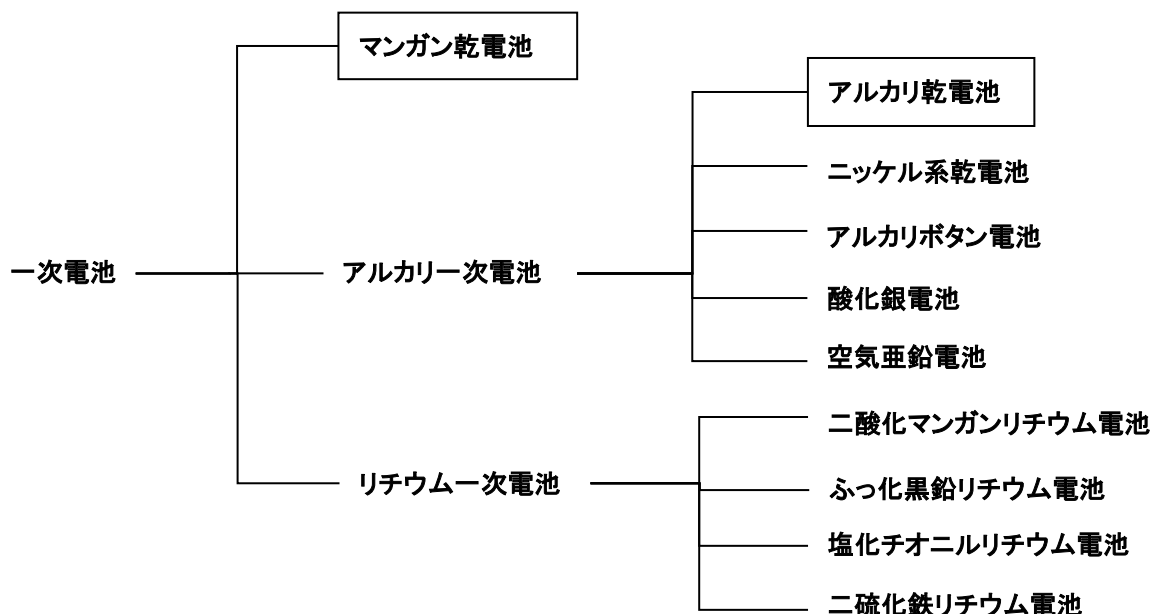 マンガン乾電池
アルカリ乾電池
ニッケル系乾電池
アルカリボタン電池
一次電池
アルカリ一次電池
酸化銀電池
空気亜鉛電池
二酸化マンガンリチウム電池
リチウム一次電池
ふっ化黒鉛リチウム電池
塩化チオニルリチウム電池
二硫化鉄リチウム電池